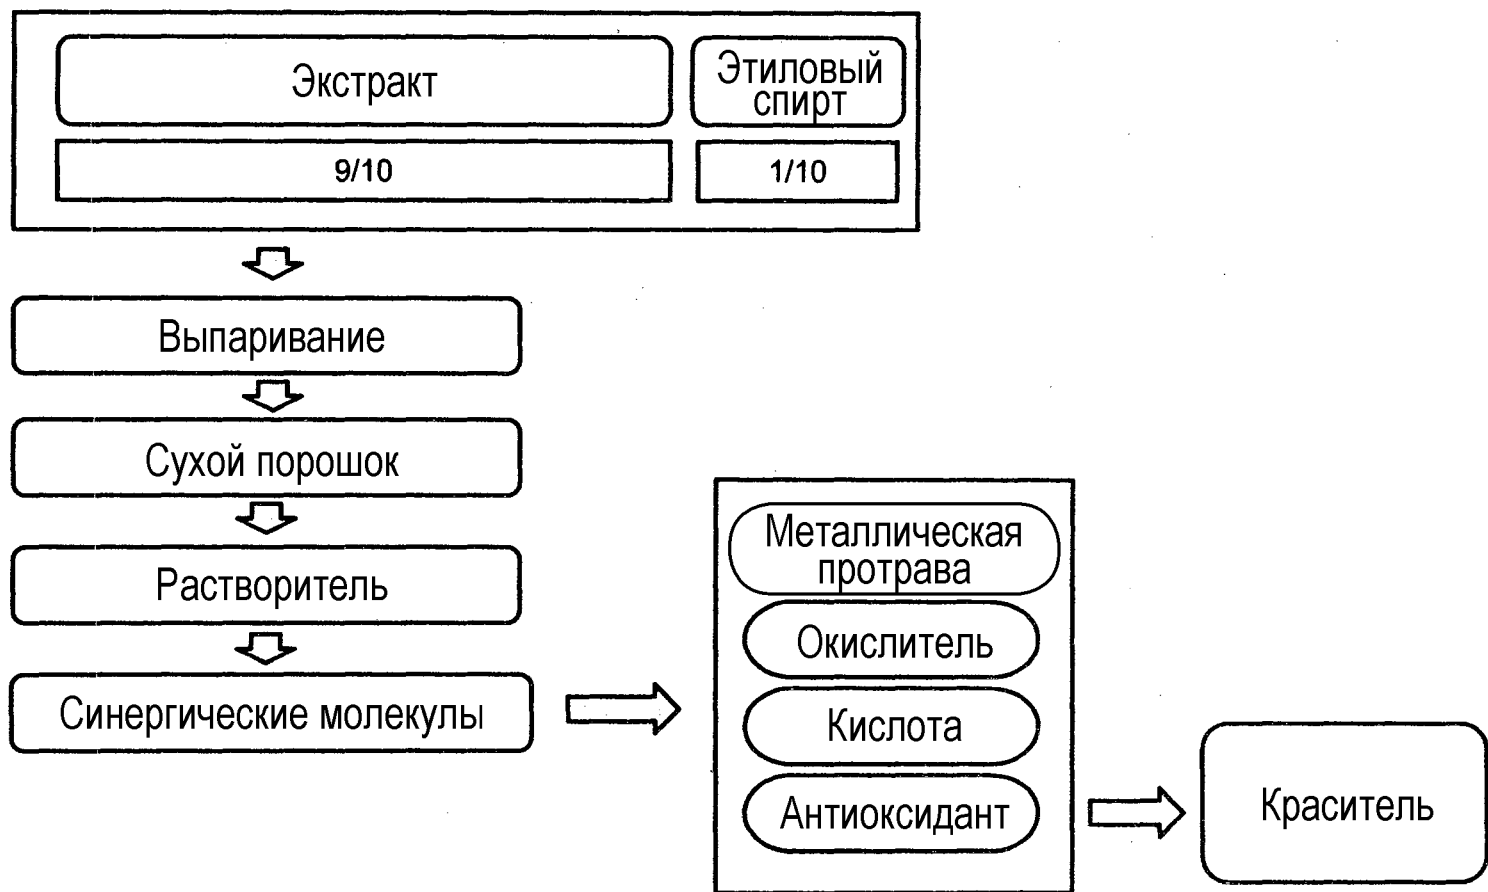 Экстракт
Этиловый
спирт
9/10
1/10
Выпаривание
Сухой порошок
Растворитель
Синергические молекулы
Металлическая
протрава
Окислитель
Кислота
Антиоксидант
Краситель